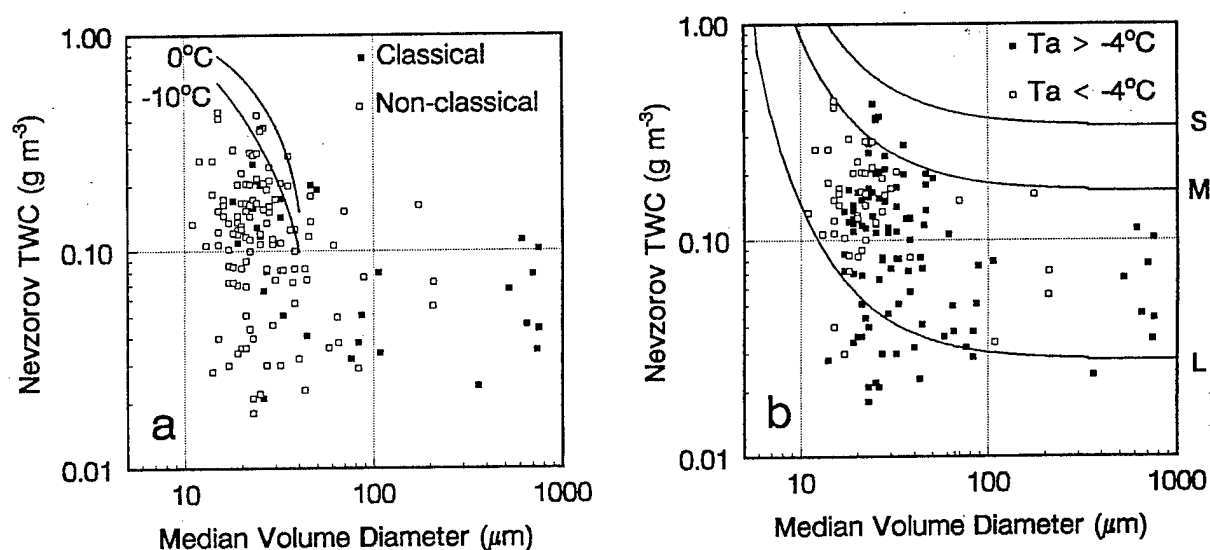 1.00
0.10
0.01
Nevzorov TWC (g m-3)
0°C
-10°C
Classical
Non-classical
a
10
100
1000
Median Volume Diameter (μm)
1.00
0.10
0.01
Nevzorov TWC (g m-3)
Ta > -4°C
Ta < -4°C
S
M
L
b
10
100
1000
Median Volume Diameter (μm)